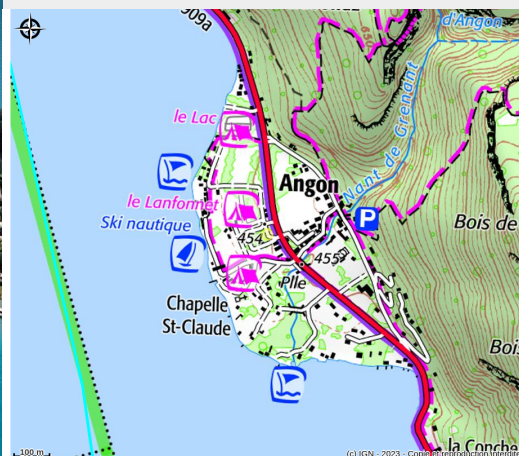 909a
d'Angon
650
le Lac
Nant de Grenant
Angon
P
le Lanfonnet
Ski nautique
454
Bois de
455
Plle
Chapelle
St-Claude
Bois
la Conche
100 m
(c) IGN - 2023 - Copie et reproduction interdite